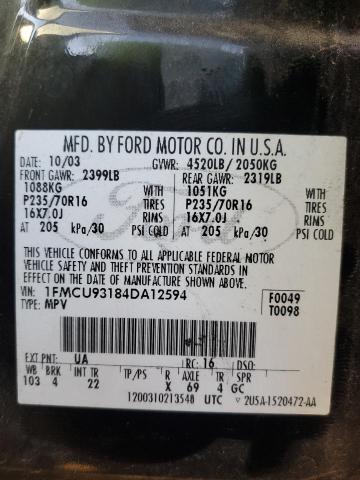 MFD. BY FORD MOTOR CO. IN U.S.A.
DATE: 10/03 GVWR: 4520LB/ 2050KG
FRONT GAWR: 2399LB REAR GAWR: 2319LB
1088KG WITH 1051KG WITH
P235/70R16 TIRES P235/70R16 TIRES
16X7.0J RIMS 16X7.0J RIMS
AT 205 kPa/30 PSI COLD AT 205 kPa/30 PSI COLD
THIS VEHICLE CONFORMS TO ALL APPLICABLE FEDERAL MOTOR
VEHICLE SAFETY, BUMPER AND THEFT PREVENTION STANDARDS IN
EFFECT ON THE DATE OF MANUFACTURE SHOWN ABOVE.
VIN: 1FMCU93184DA12594 F0049
TYPE: MPV T0098
EXT PNT: UA RC: 16 DSO:
WB BRK INT TR TP/PS R AXLE TR SPR
103 4 22 X 69 4 GC
1200310213548 UTC 2U5A-1520472-AA
Ford